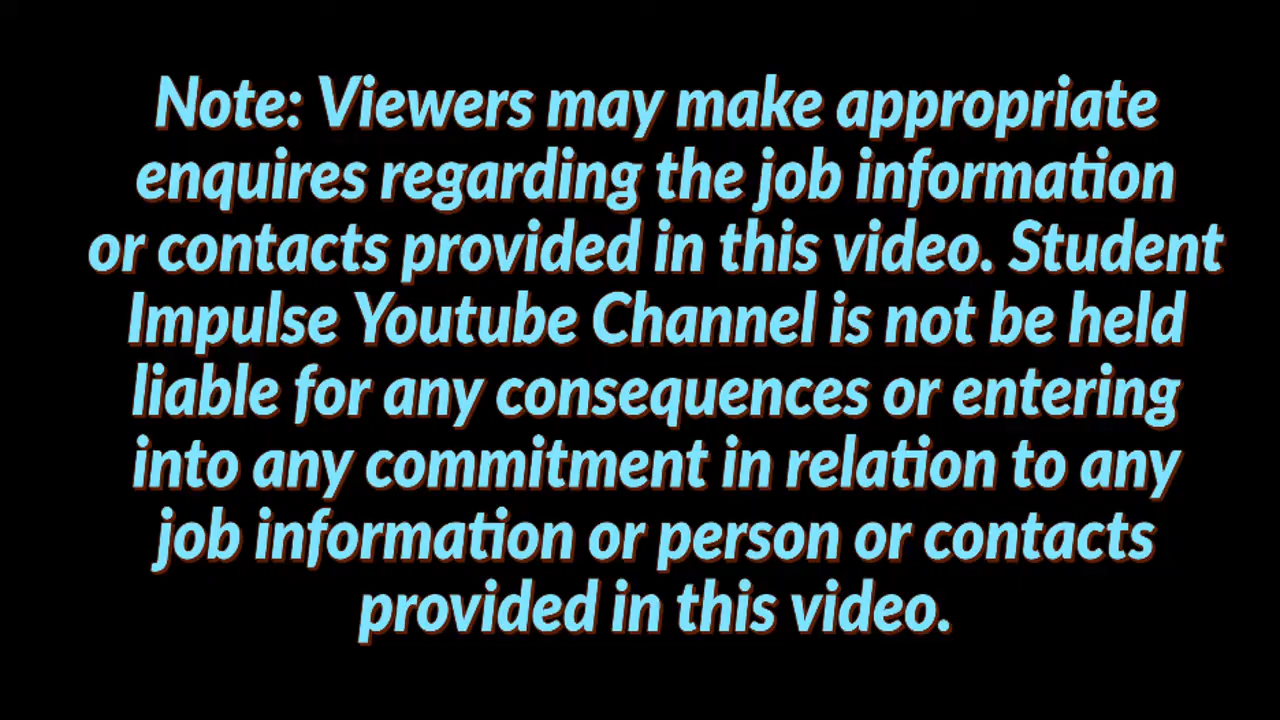 Note: Viewers may make appropriate
enquires regarding the job information
or contacts provided in this video. Student
Impulse Youtube Channel is not be held
liable for any consequences or entering
into any commitment in relation to any
job information or person or contacts
provided in this video.